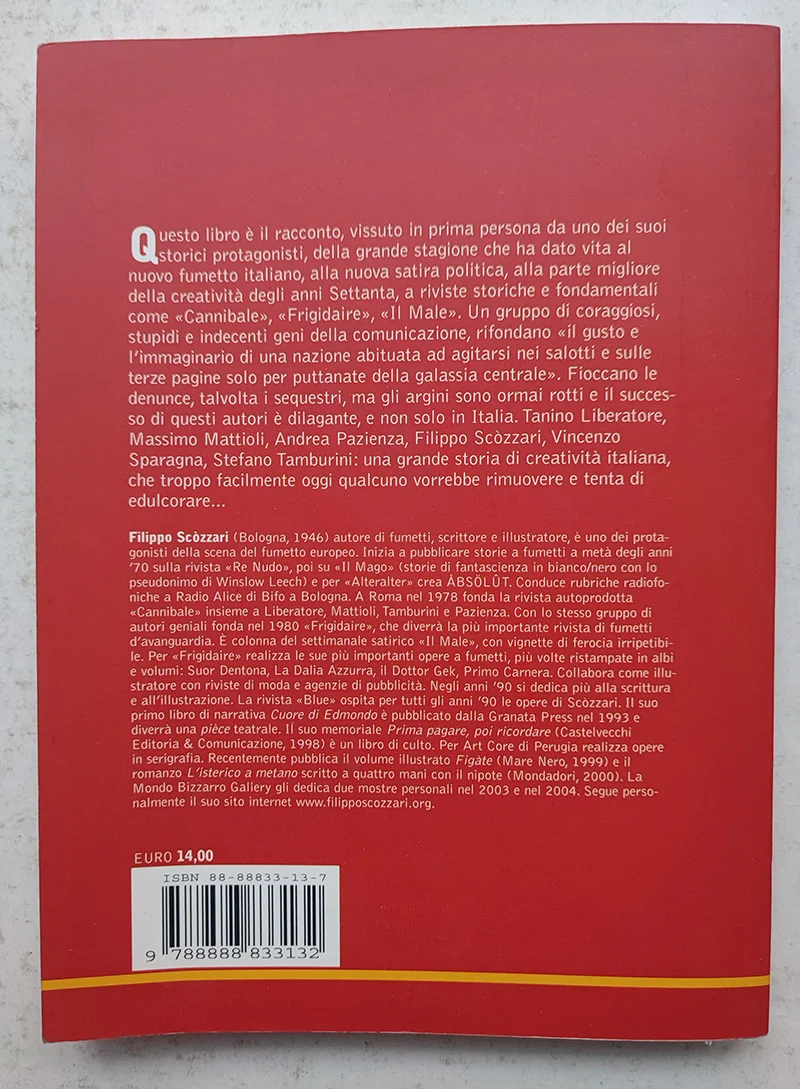 Questo libro è il racconto, vissuto in prima persona da uno dei suoi
storici protagonisti, della grande stagione che ha dato vita al
nuovo fumetto italiano, alla nuova satira politica, alla parte migliore
della creatività degli anni Settanta, a riviste storiche e fondamentali
come «Cannibale», «Frigidaire», «Il Male». Un gruppo di coraggiosi,
stupidi e indecenti geni della comunicazione, rifondano «il gusto e
l'immaginario di una nazione abituata ad agitarsi nei salotti e sulle
terze pagine solo per puttanate della galassia centrale». Fioccano le
denunce, talvolta i sequestri, ma gli argini sono ormai rotti e il succes-
so di questi autori è dilagante, e non solo in Italia. Tanino Liberatore,
Massimo Mattioli, Andrea Pazienza, Filippo Scòzzari, Vincenzo
Sparagna, Stefano Tamburini: una grande storia di creatività italiana,
che troppo facilmente oggi qualcuno vorrebbe rimuovere e tenta di
edulcorare...
Filippo Scòzzari (Bologna, 1946) autore di fumetti, scrittore e illustratore, è uno dei prota-
gonisti della scena del fumetto europeo. Inizia a pubblicare storie a fumetti a metà degli anni
'70 sulla rivista «Re Nudo», poi su «Il Mago» (storie di fantascienza in bianco/nero con lo
pseudonimo di Winslow Leech) e per «Alteralter» crea ÀBSÖLÛT. Conduce rubriche radiofo-
niche a Radio Alice di Bifo a Bologna. A Roma nel 1978 fonda la rivista autoprodotta
«Cannibale» insieme a Liberatore, Mattioli, Tamburini e Pazienza. Con lo stesso gruppo di
autori geniali fonda nel 1980 «Frigidaire», che diverrà la più importante rivista di fumetti
d'avanguardia. È colonna del settimanale satirico «Il Male», con vignette di ferocia irripetibi-
le. Per «Frigidaire» realizza le sue più importanti opere a fumetti, più volte ristampate in albi
e volumi: Suor Dentona, La Dalia Azzurra, il Dottor Gek, Primo Carnera. Collabora come illu-
stratore con riviste di moda e agenzie di pubblicità. Negli anni '90 si dedica più alla scrittura
e all'illustrazione. La rivista «Blue» ospita per tutti gli anni '90 le opere di Scòzzari. Il suo
primo libro di narrativa Cuore di Edmondo è pubblicato dalla Granata Press nel 1993 e
diverrà una pièce teatrale. Il suo memoriale Prima pagare, poi ricordare (Castelvecchi
Editoria & Comunicazione, 1998) è un libro di culto. Per Art Core di Perugia realizza opere
in serigrafia. Recentemente pubblica il volume illustrato Figàte (Mare Nero, 1999) e il
romanzo L'isterico a metano scritto a quattro mani con il nipote (Mondadori, 2000). La
Mondo Bizzarro Gallery gli dedica due mostre personali nel 2003 e nel 2004. Segue perso-
nalmente il suo sito internet www.filipposcozzari.org.
EURO 14,00
ISBN 88-88833-13-7
9 788888 833132